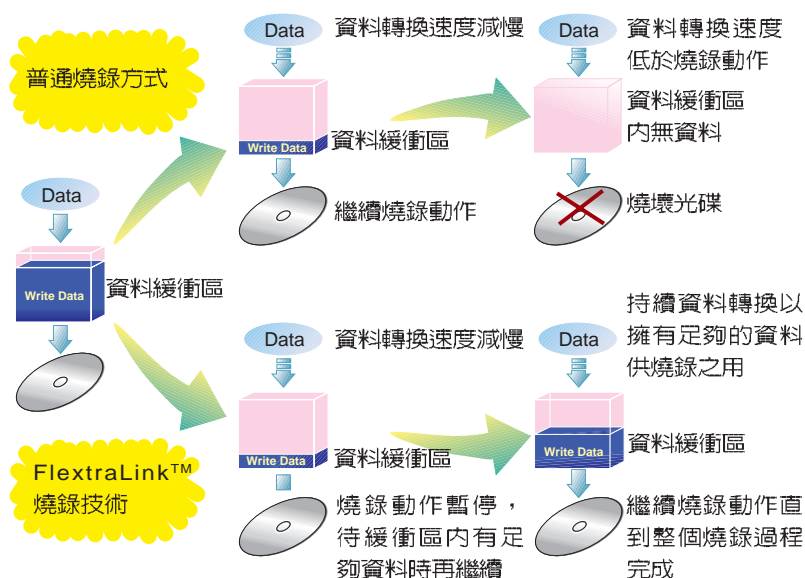 普通燒錄方式
Data
資料轉換速度減慢
Write Data
資料緩衝區
繼續燒錄動作
Data
資料轉換速度
低於燒錄動作
資料緩衝區
內無資料
燒壞光碟
Data
Write Data
資料緩衝區
FlextraLink™
燒錄技術
Data
資料轉換速度減慢
Write Data
資料緩衝區
燒錄動作暫停，
待緩衝區內有足
夠資料時再繼續
Data
持續資料轉換以
擁有足夠的資料
供燒錄之用
Write Data
資料緩衝區
繼續燒錄動作直
到整個燒錄過程
完成